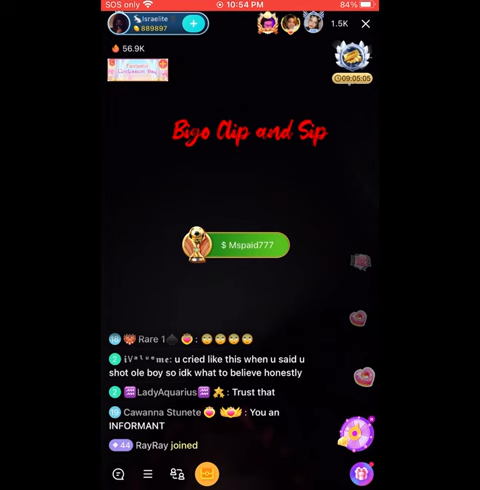 SOS only 10:54 PM 84%
Israelite
889897
1.5K
56.9K
09:05:05
Bigo Clip and Sip
$ Mspaid777
Rare 1 :
iValueme: u cried like this when u said u
shot ole boy so idk what to believe honestly
2 LadyAquarius : Trust that
Cawanna Stunete : You an
INFORMANT
44 RayRay joined